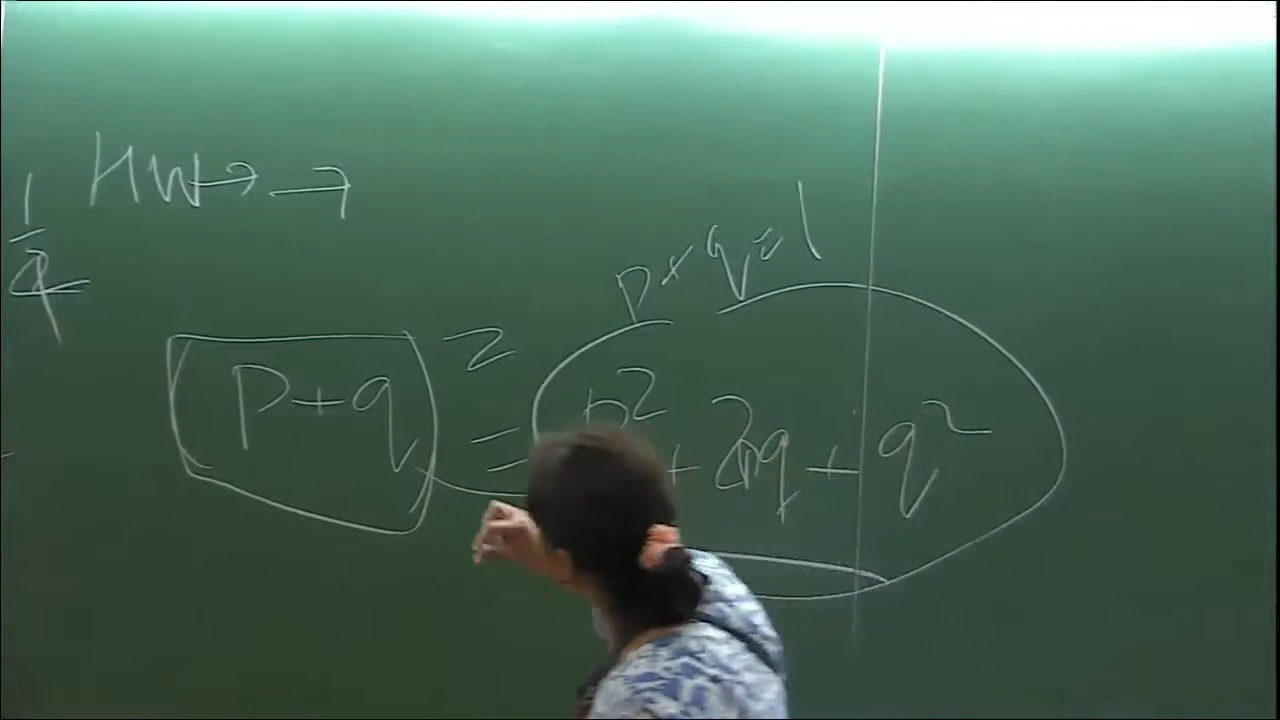 HW → →
1/q
p + q = 1
(p + q)² = p² + 2pq + q²